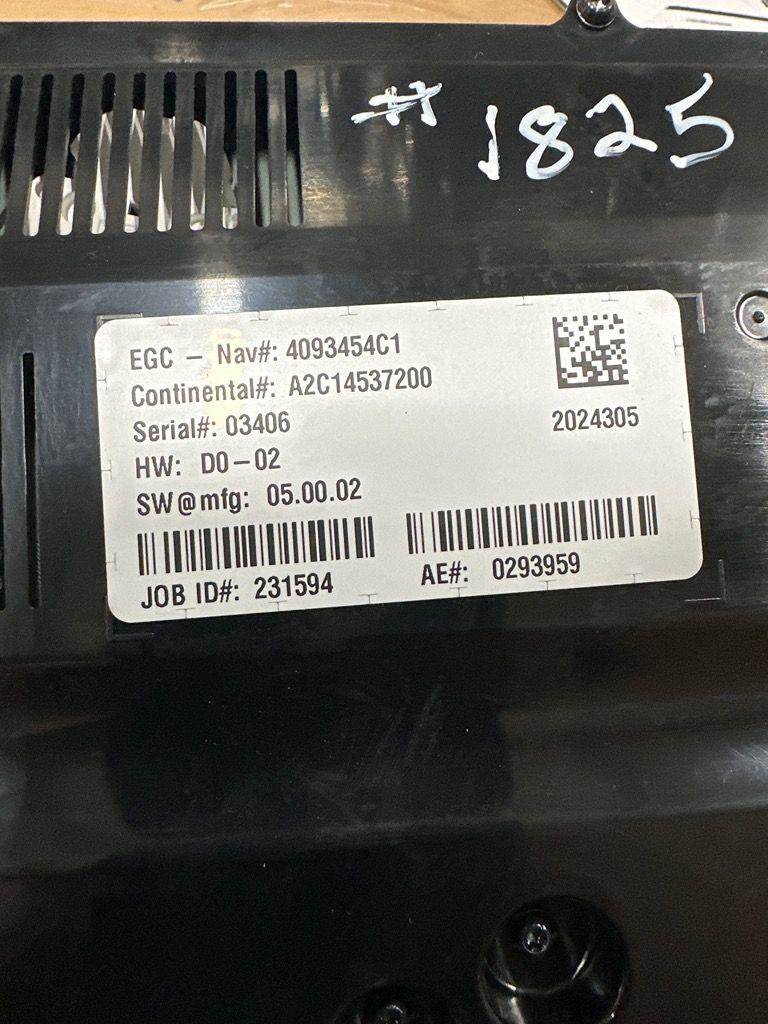 # 1825
EGC - Nav#: 4093454C1
Continental#: A2C14537200
Serial#: 03406
2024305
HW: D0-02
SW@mfg: 05.00.02
JOB ID#: 231594
AE#: 0293959